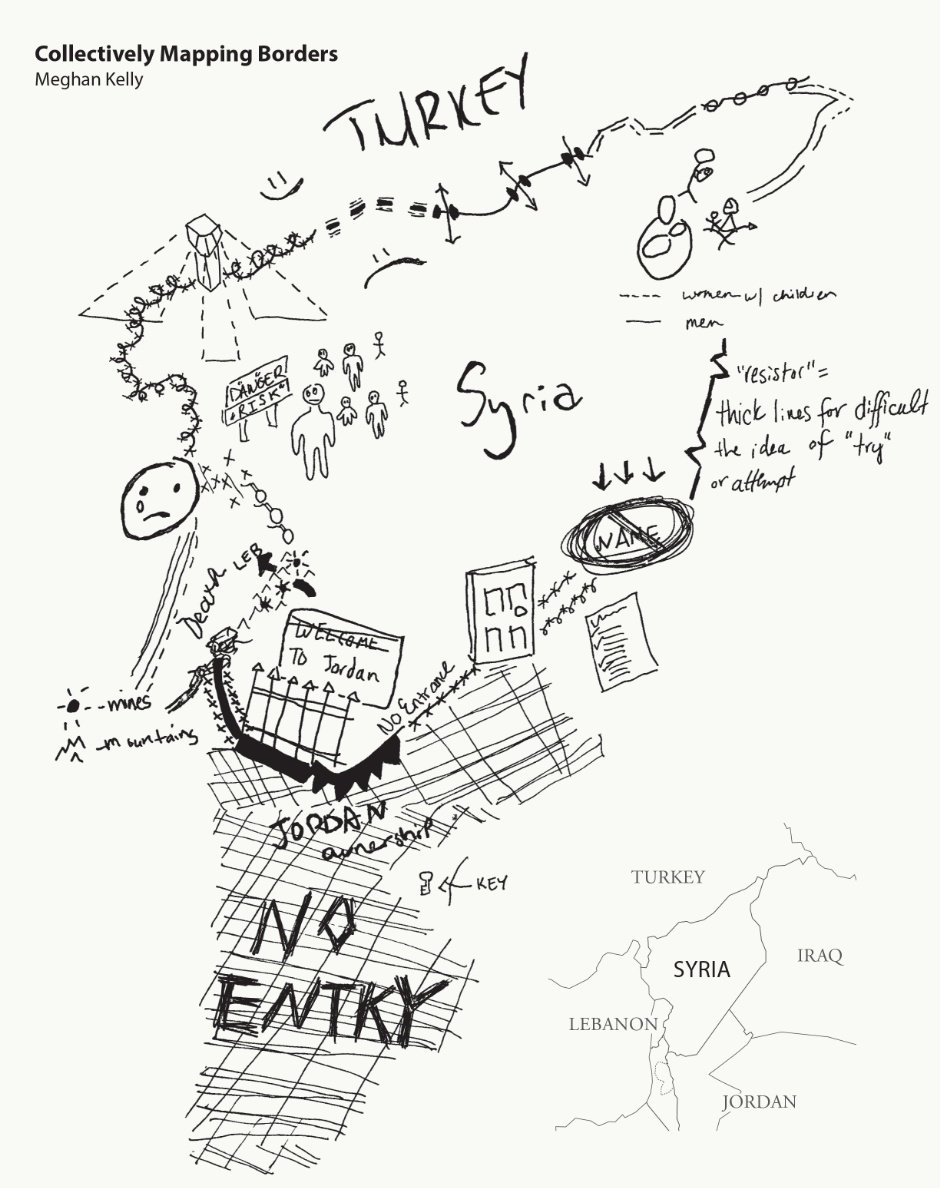 Collectively Mapping Borders
Meghan Kelly
TURKEY
women w/ children
men
DANGER
RISK
Syria
"resistor"=
thick lines for difficult
the idea of "try"
or attempt
NAME
LEB
Death
WELCOME
TO Jordan
No Entrance
mines
mountains
JORDAN
ownership
KEY
NO
ENTRY
TURKEY
SYRIA
IRAQ
LEBANON
JORDAN